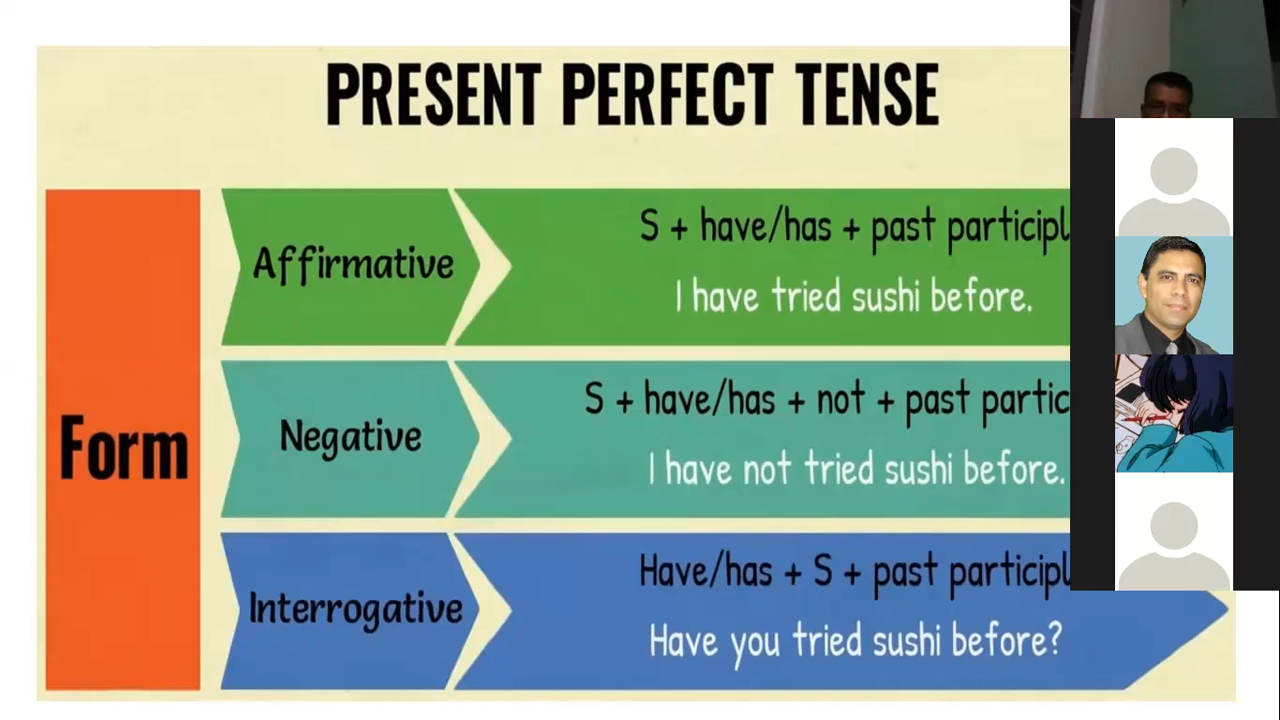 PRESENT PERFECT TENSE
Form
Affirmative
S + have/has + past participl
I have tried sushi before.
Negative
S + have/has + not + past partic
I have not tried sushi before.
Interrogative
Have/has + S + past participl
Have you tried sushi before?